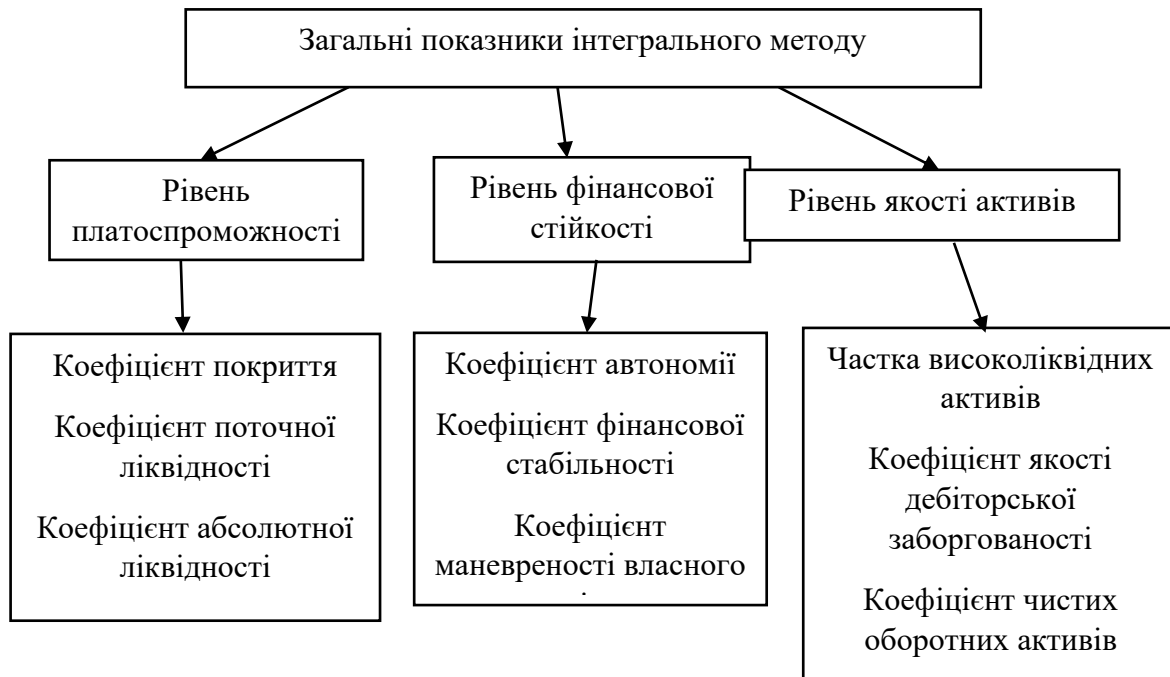 Загальні показники інтегрального методу
Рівень
платоспроможності
Рівень фінансової
стійкості
Рівень якості активів
Коефіцієнт покриття
Коефіцієнт поточної
ліквідності
Коефіцієнт абсолютної
ліквідності
Коефіцієнт автономії
Коефіцієнт фінансової
стабільності
Коефіцієнт
маневреності власного
Частка високоліквідних
активів
Коефіцієнт якості
дебіторської
заборгованості
Коефіцієнт чистих
оборотних активів